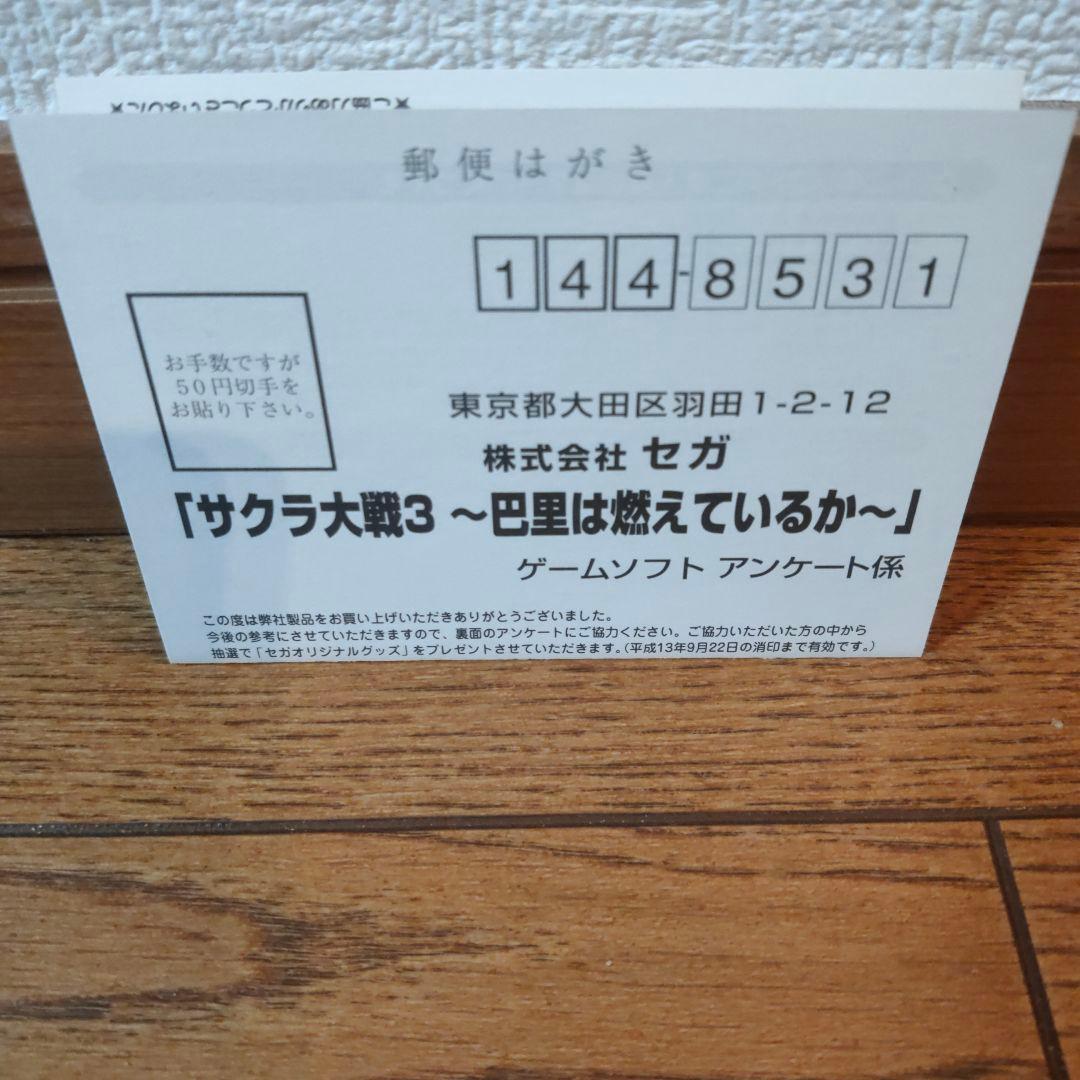 郵便はがき
144-8531
お手数ですが
50円切手を
お貼り下さい。
東京都大田区羽田1-2-12
株式会社 セガ
「サクラ大戦3 〜巴里は燃えているか〜」
ゲームソフト アンケート係
この度は弊社製品をお買い上げいただきありがとうございました。
今後の参考にさせていただきますので、裏面のアンケートにご協力ください。ご協力いただいた方の中から
抽選で「セガオリジナルグッズ」をプレゼントさせていただきます。(平成13年9月22日の消印まで有効です。)